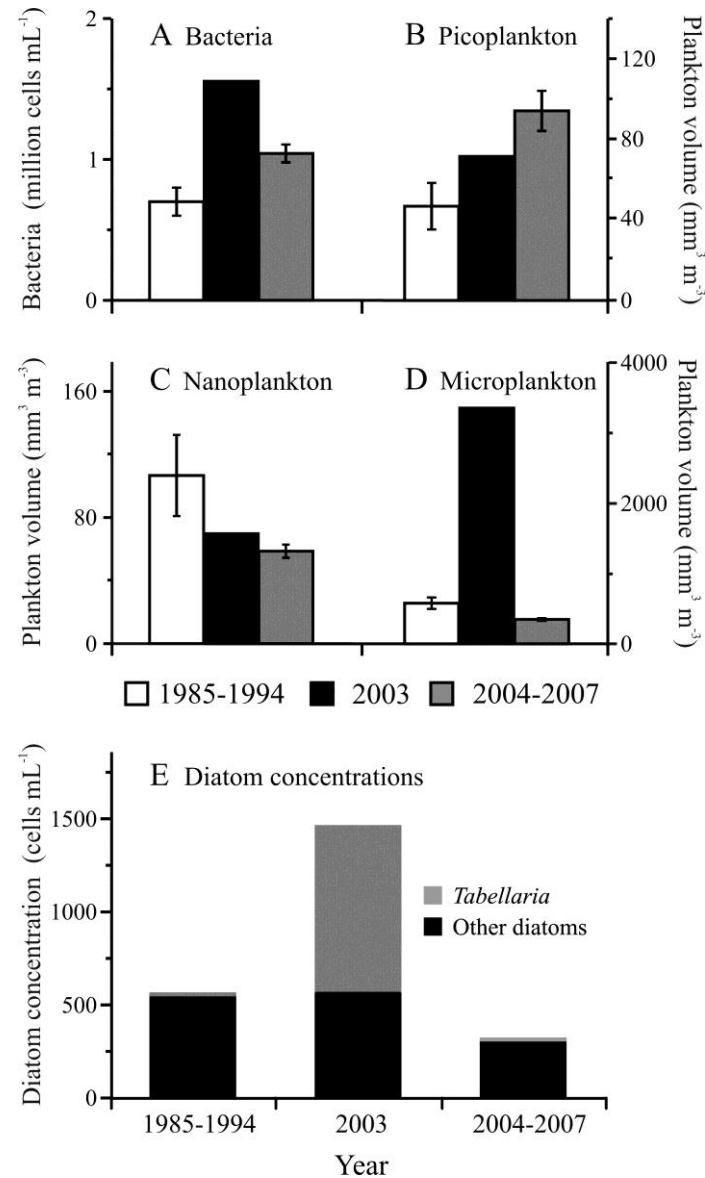 A Bacteria
B Picoplankton
Bacteria (million cells mL⁻¹)
2
1
0
Plankton volume (mm³ m⁻³)
120
80
40
0
C Nanoplankton
D Microplankton
Plankton volume (mm³ m⁻³)
160
80
0
Plankton volume (mm³ m⁻³)
4000
2000
0
1985-1994
2003
2004-2007
E Diatom concentrations
Diatom concentration (cells mL⁻¹)
1500
1000
500
0
Tabellaria
Other diatoms
1985-1994
2003
2004-2007
Year